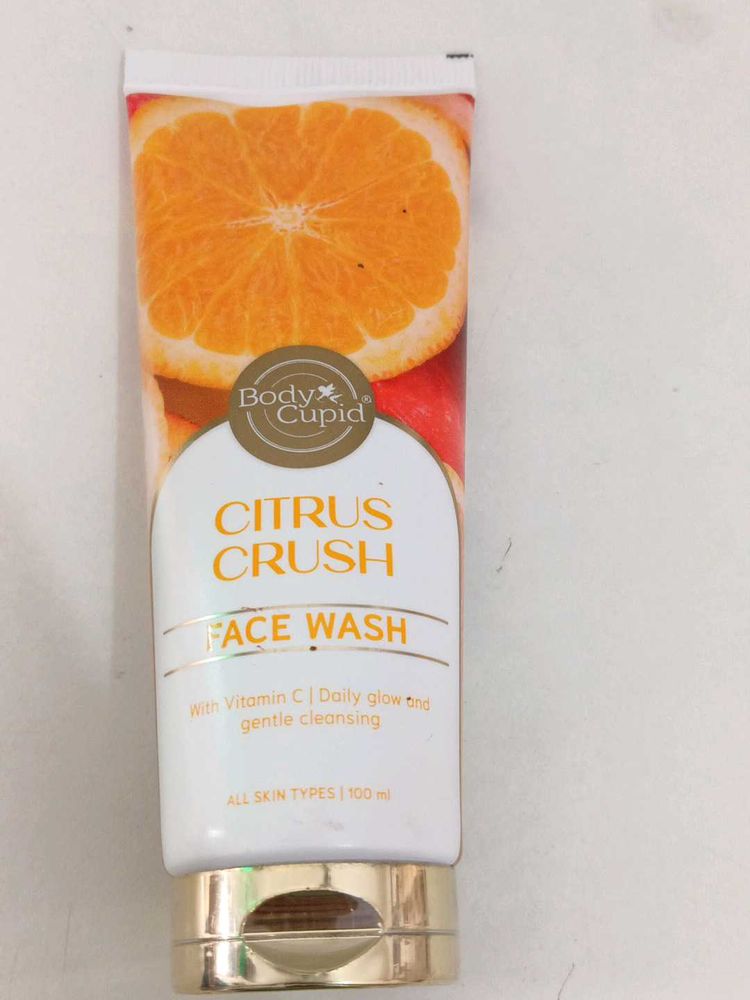 Body
Cupid®
CITRUS
CRUSH
FACE WASH
With Vitamin C | Daily glow and
gentle cleansing
ALL SKIN TYPES | 100 ml